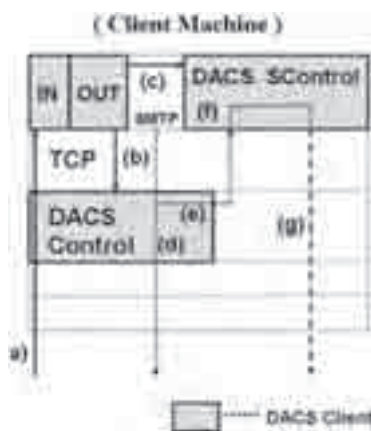 ( Client Machine )
IN OUT (c) DACS SControl
SMTP (f)
TCP (b)
DACS Control (e)
(d) (g)
a)
DACS Client